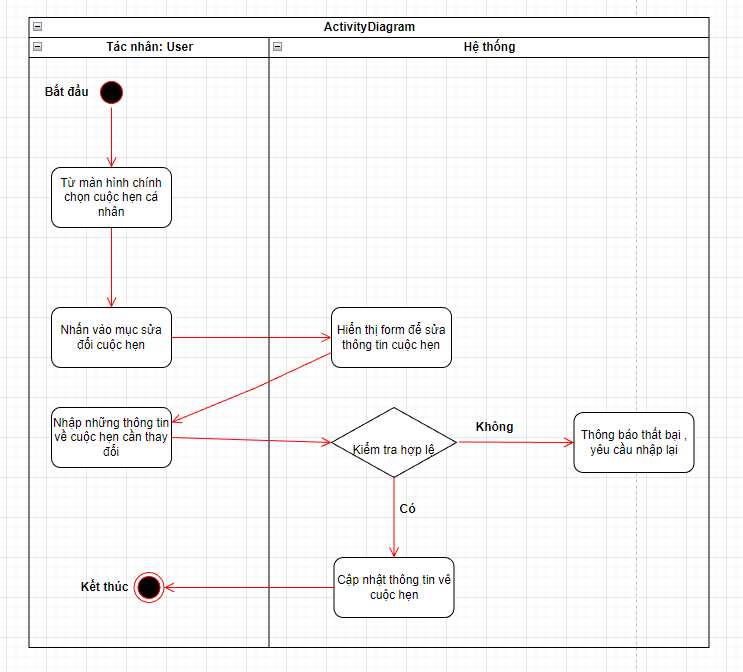 ActivityDiagram
Tác nhân: User
Hệ thống
Bắt đầu
Từ màn hình chính
chọn cuộc hẹn cá
nhân
Nhấn vào mục sửa
đổi cuộc hẹn
Hiển thị form để sửa
thông tin cuộc hẹn
Nhập những thông tin
về cuộc hẹn cần thay
đổi
Kiểm tra hợp lệ
Không
Thông báo thất bại ,
yêu cầu nhập lại
Có
Cập nhật thông tin về
cuộc hẹn
Kết thúc